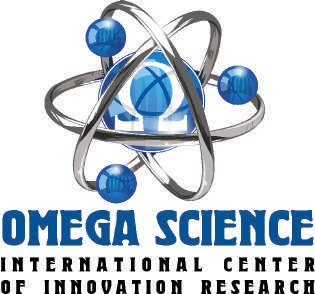 Ω
OMEGA SCIENCE
INTERNATIONAL CENTER
OF INNOVATION RESEARCH